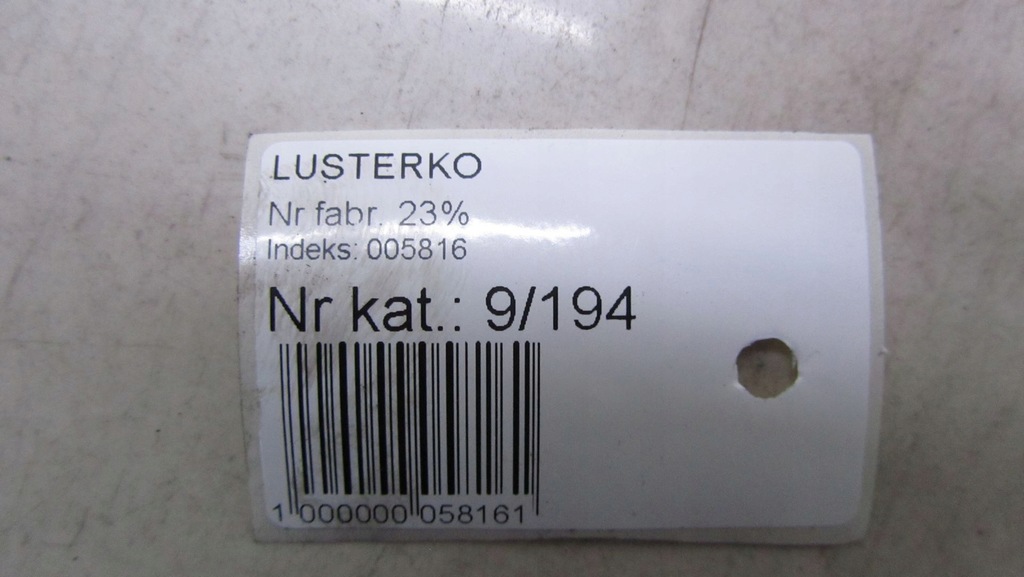 LUSTERKO
Nr fabr. 23%
Indeks: 005816
Nr kat.: 9/194
1 000000 058161